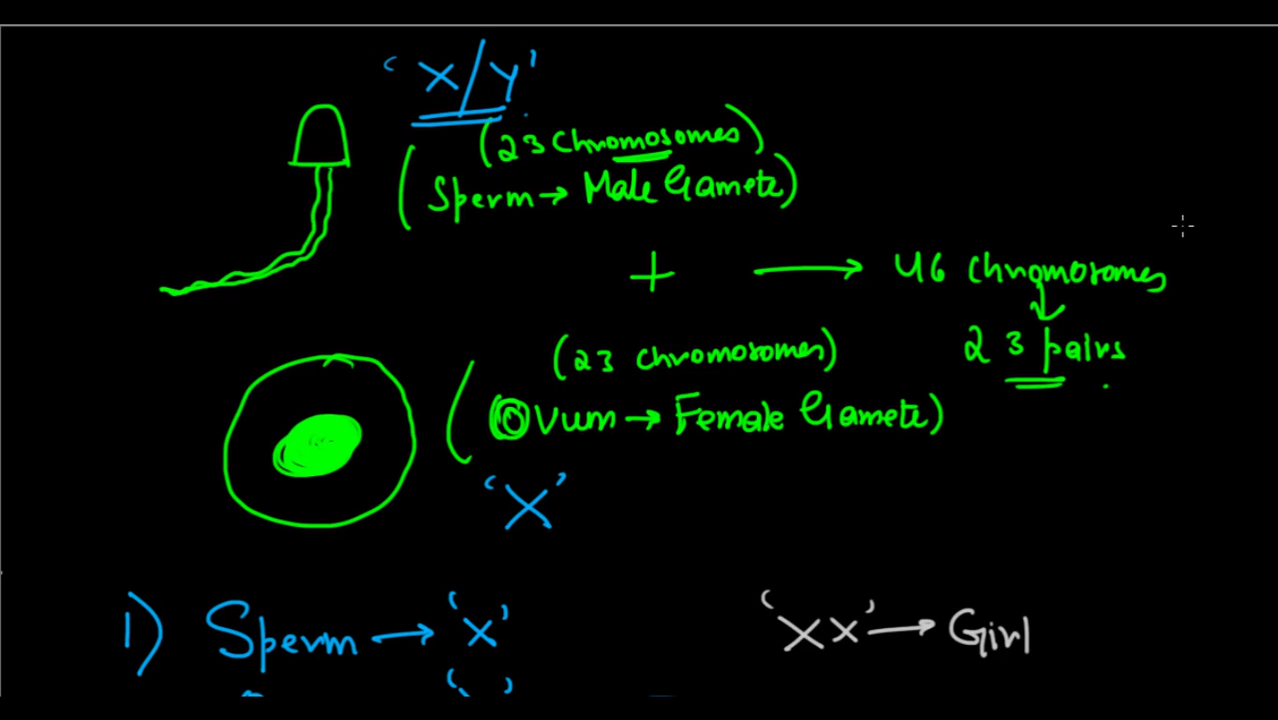 'X/Y'
(23 Chromosomes)
(Sperm → Male Gamete)
+ → 46 Chromosomes
23 pairs
(23 chromosomes)
(Ovum → Female Gamete)
'X'
1) Sperm → 'X'
'XX' → Girl